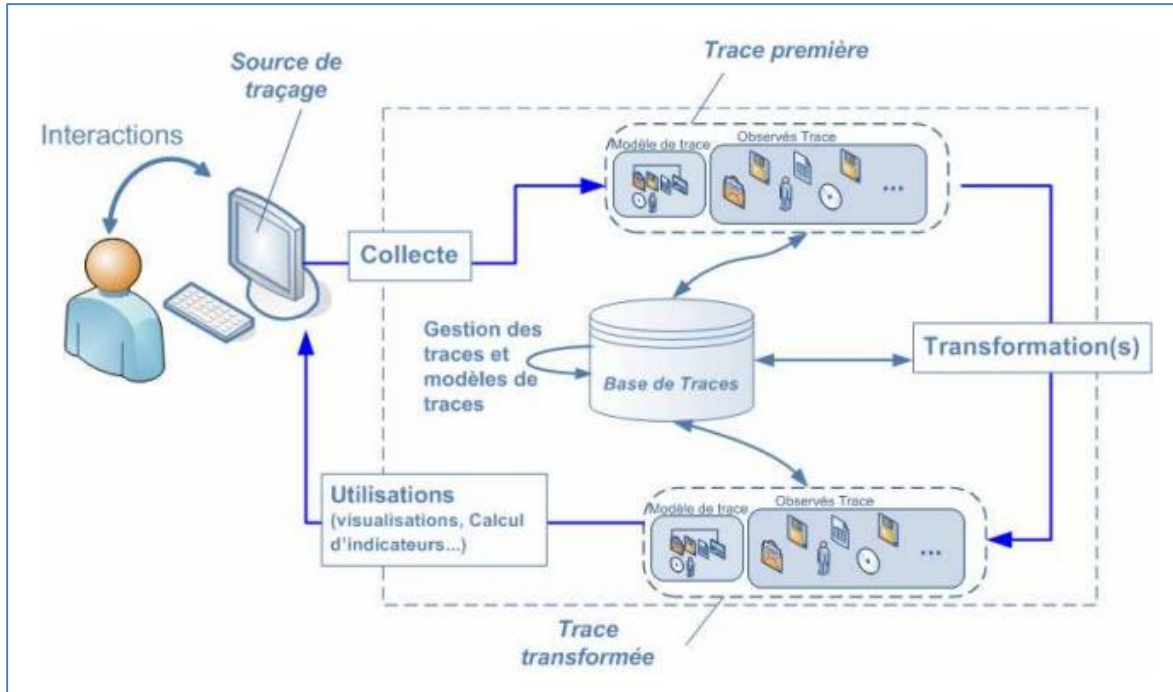 Trace première
Source de
traçage
Interactions
Modèle de trace
Observés Trace
...
Collecte
Gestion des
traces et
modèles de
traces
Base de Traces
Transformation(s)
Utilisations
(visualisations, Calcul
d'indicateurs...)
Modèle de trace
Observés Trace
...
Trace
transformée